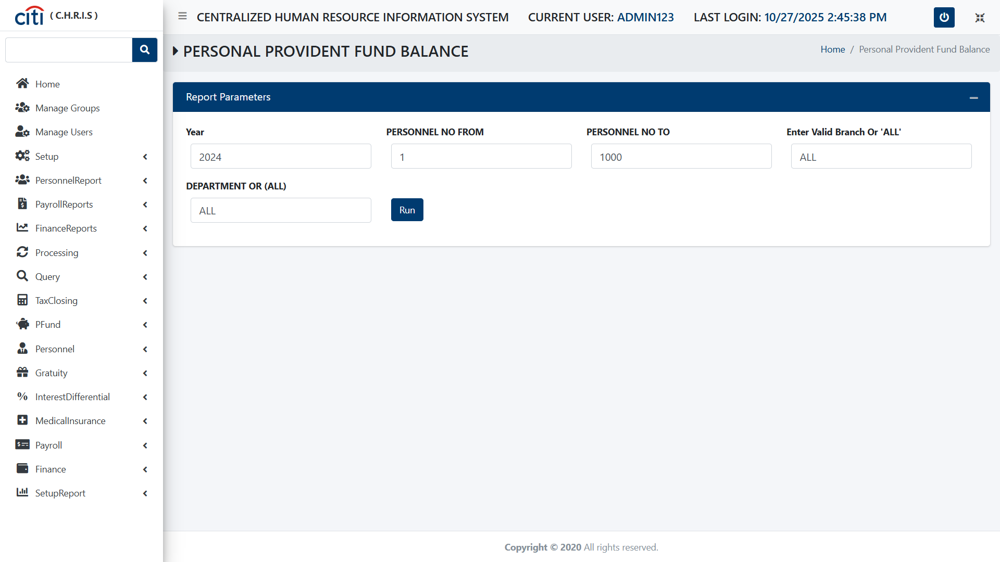 citi ( C.H.R.I.S )
CENTRALIZED HUMAN RESOURCE INFORMATION SYSTEM CURRENT USER: ADMIN123 LAST LOGIN: 10/27/2025 2:45:38 PM
PERSONAL PROVIDENT FUND BALANCE
Home / Personal Provident Fund Balance
Home
Manage Groups
Manage Users
Setup
PersonnelReport
PayrollReports
FinanceReports
Processing
Query
TaxClosing
PFund
Personnel
Gratuity
% InterestDifferential
MedicalInsurance
Payroll
Finance
SetupReport
Report Parameters
Year PERSONNEL NO FROM PERSONNEL NO TO Enter Valid Branch Or 'ALL'
2024 1 1000 ALL
DEPARTMENT OR (ALL)
ALL Run
Copyright © 2020 All rights reserved.